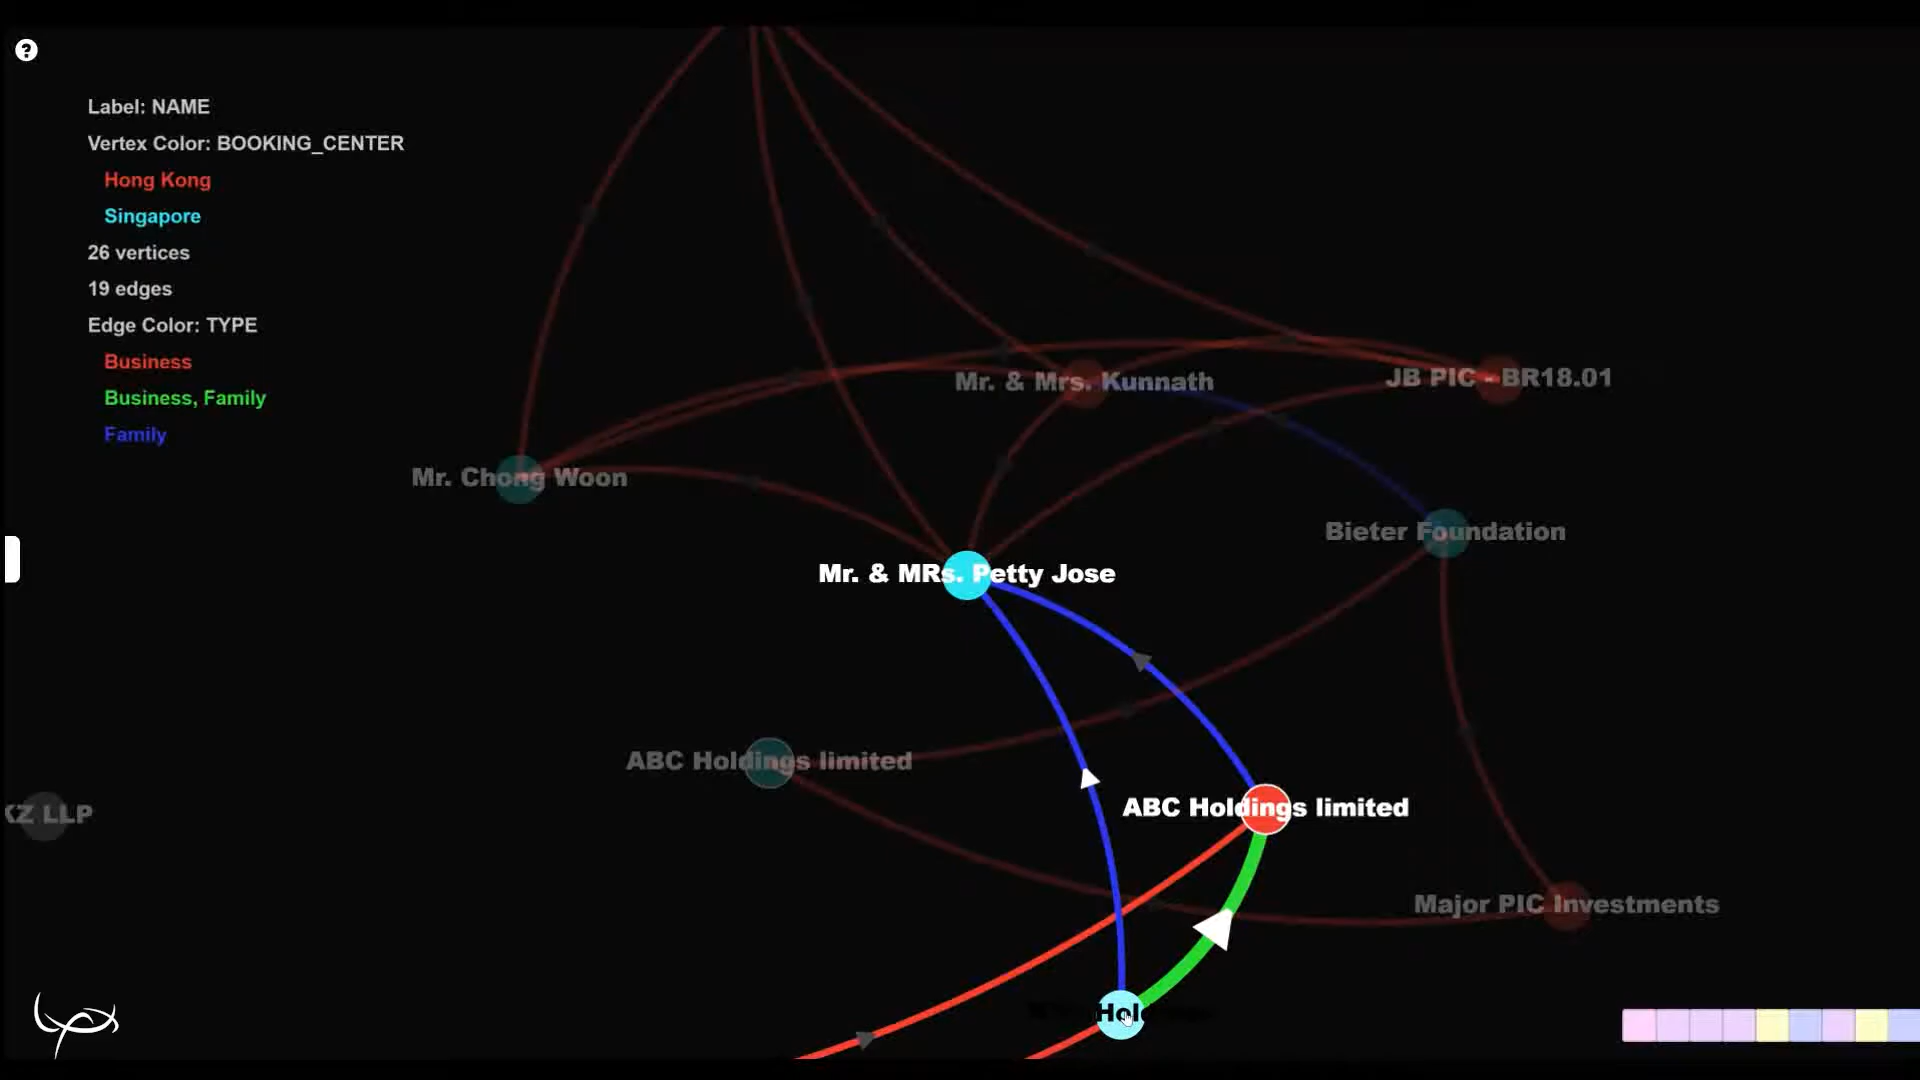 ?
Label: NAME
Vertex Color: BOOKING_CENTER
Hong Kong
Singapore
26 vertices
19 edges
Edge Color: TYPE
Business
Business, Family
Family
Mr. & Mrs. Kunnath
JB PIC - BR18.01
Mr. Chong Woon
Bieter Foundation
Mr. & MRs. Petty Jose
ABC Holdings limited
ABC Holdings limited
KZ LLP
Major PIC Investments